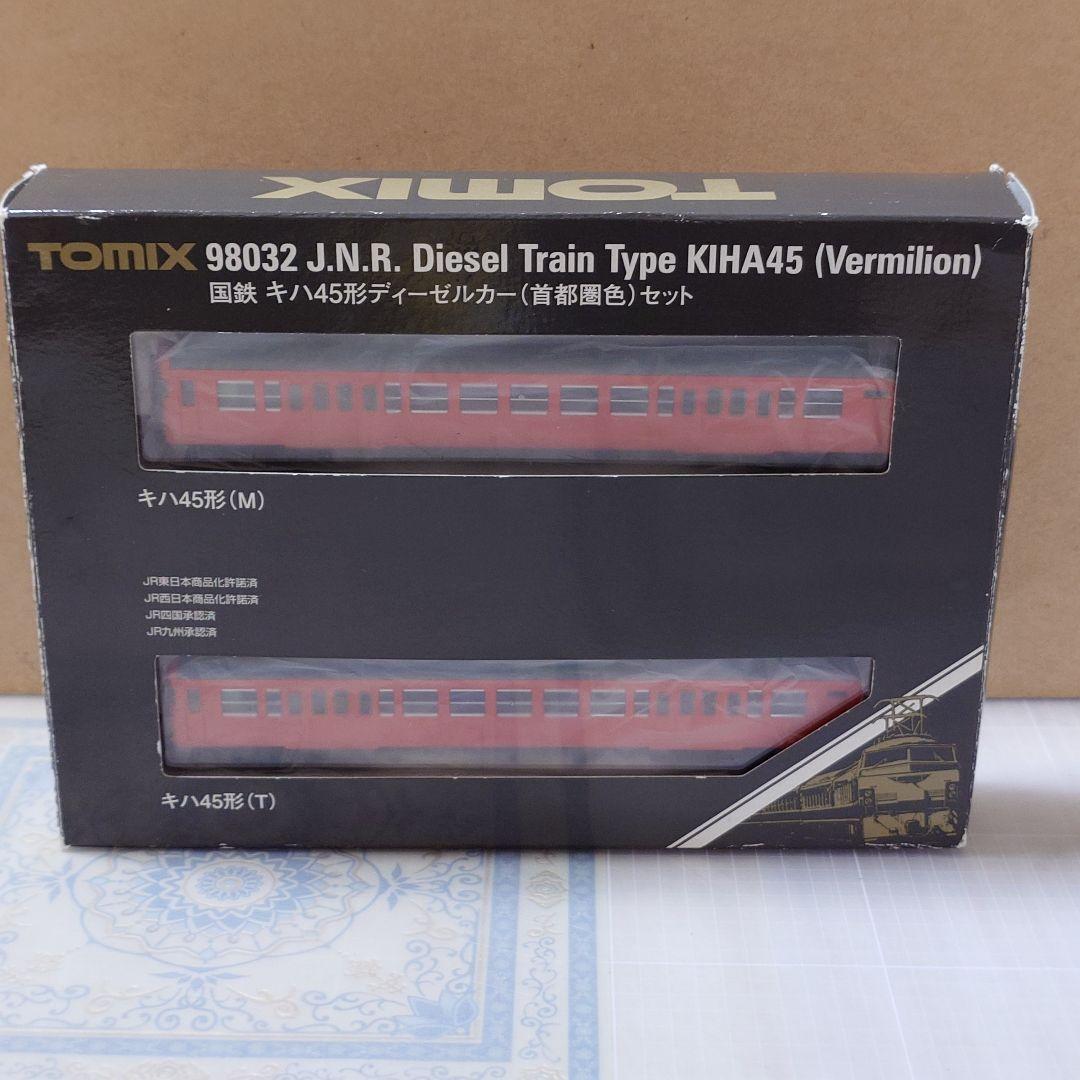 TOMIX
TOMIX 98032 J.N.R. Diesel Train Type KIHA45 (Vermilion)
国鉄 キハ45形ディーゼルカー(首都圏色)セット
キハ45形(M)
JR東日本商品化許諾済
JR西日本商品化許諾済
JR四国承認済
JR九州承認済
キハ45形(T)